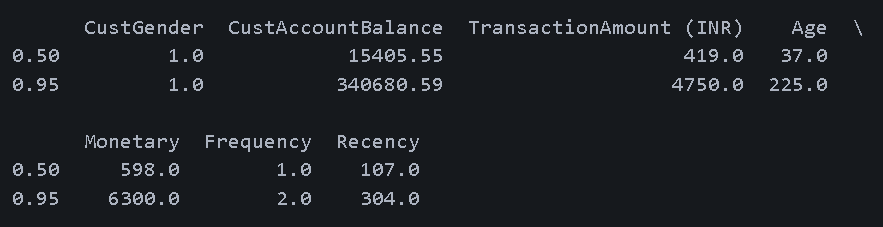 CustGender CustAccountBalance TransactionAmount (INR) Age \
0.50 1.0 15405.55 419.0 37.0
0.95 1.0 340680.59 4750.0 225.0
Monetary Frequency Recency
0.50 598.0 1.0 107.0
0.95 6300.0 2.0 304.0